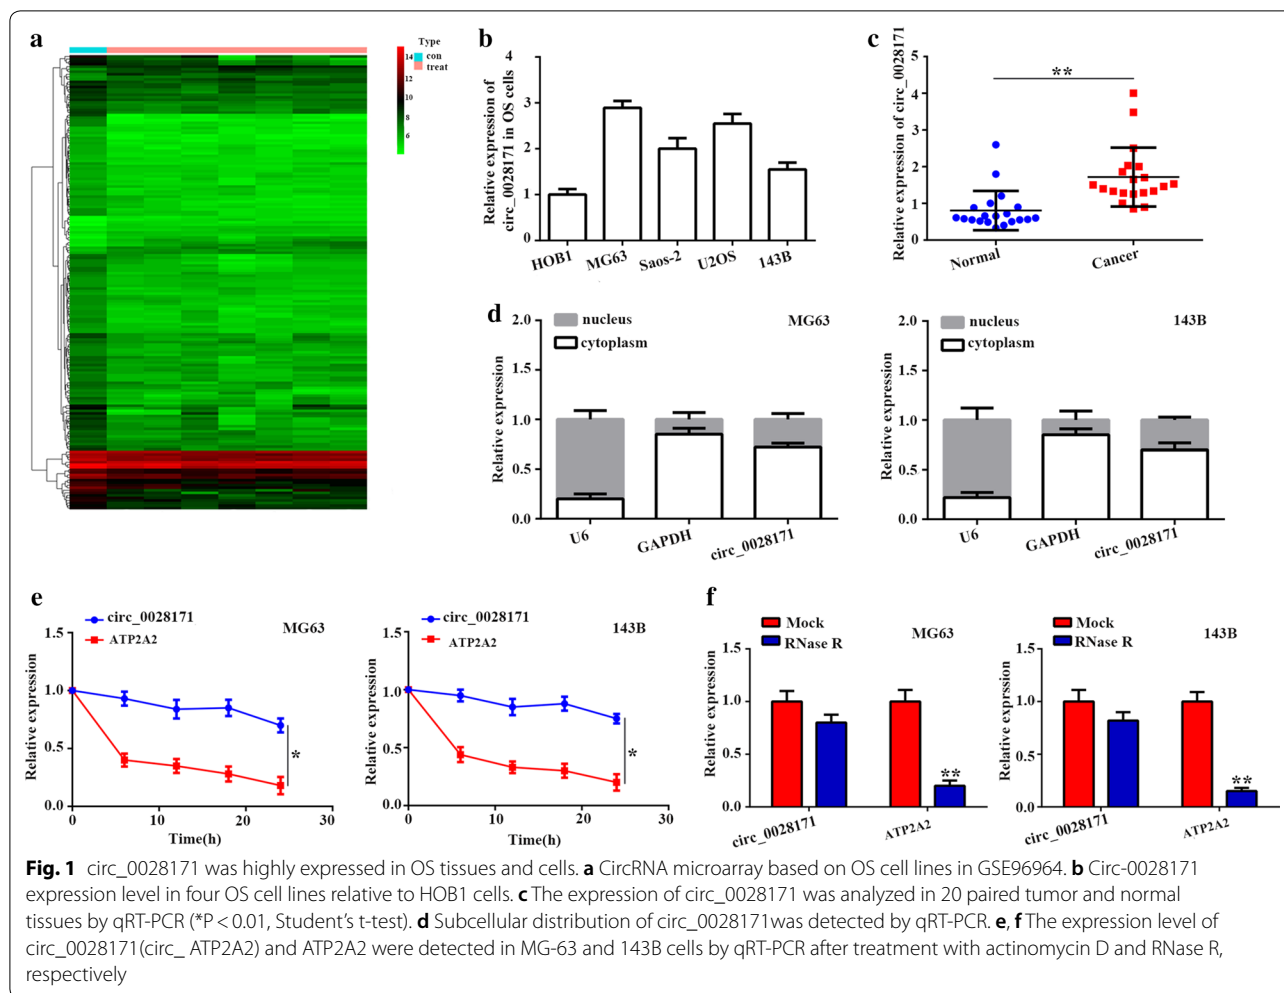 a
Type
con
treat
14
12
10
8
6
b
Relative expression of
circ_0028171 in OS cells
4
3
2
1
0
HOB1
MG63
Saos-2
U2OS
143B
c
Relative expression of circ_0028171
5
4
3
2
1
0
**
Normal
Cancer
d
Relative expression
2.0
1.5
1.0
0.5
0.0
nucleus
cytoplasm
MG63
U6
GAPDH
circ_0028171
Relative expression
2.0
1.5
1.0
0.5
0.0
nucleus
cytoplasm
143B
U6
GAPDH
circ_0028171
e
circ_0028171
ATP2A2
MG63
Relative expression
1.5
1.0
0.5
0.0
*
0
10
20
30
Time(h)
circ_0028171
ATP2A2
143B
Relative expression
1.5
1.0
0.5
0.0
*
0
10
20
30
Time(h)
f
Mock
RNase R
MG63
Relative expression
1.5
1.0
0.5
0.0
**
circ_0028171
ATP2A2
Mock
RNase R
143B
Relative exprssion
1.5
1.0
0.5
0.0
**
circ_0028171
ATP2A2
Fig. 1 circ_0028171 was highly expressed in OS tissues and cells. a CircRNA microarray based on OS cell lines in GSE96964. b Circ-0028171
expression level in four OS cell lines relative to HOB1 cells. c The expression of circ_0028171 was analyzed in 20 paired tumor and normal
tissues by qRT-PCR (*P < 0.01, Student's t-test). d Subcellular distribution of circ_0028171was detected by qRT-PCR. e, f The expression level of
circ_0028171(circ_ ATP2A2) and ATP2A2 were detected in MG-63 and 143B cells by qRT-PCR after treatment with actinomycin D and RNase R,
respectively